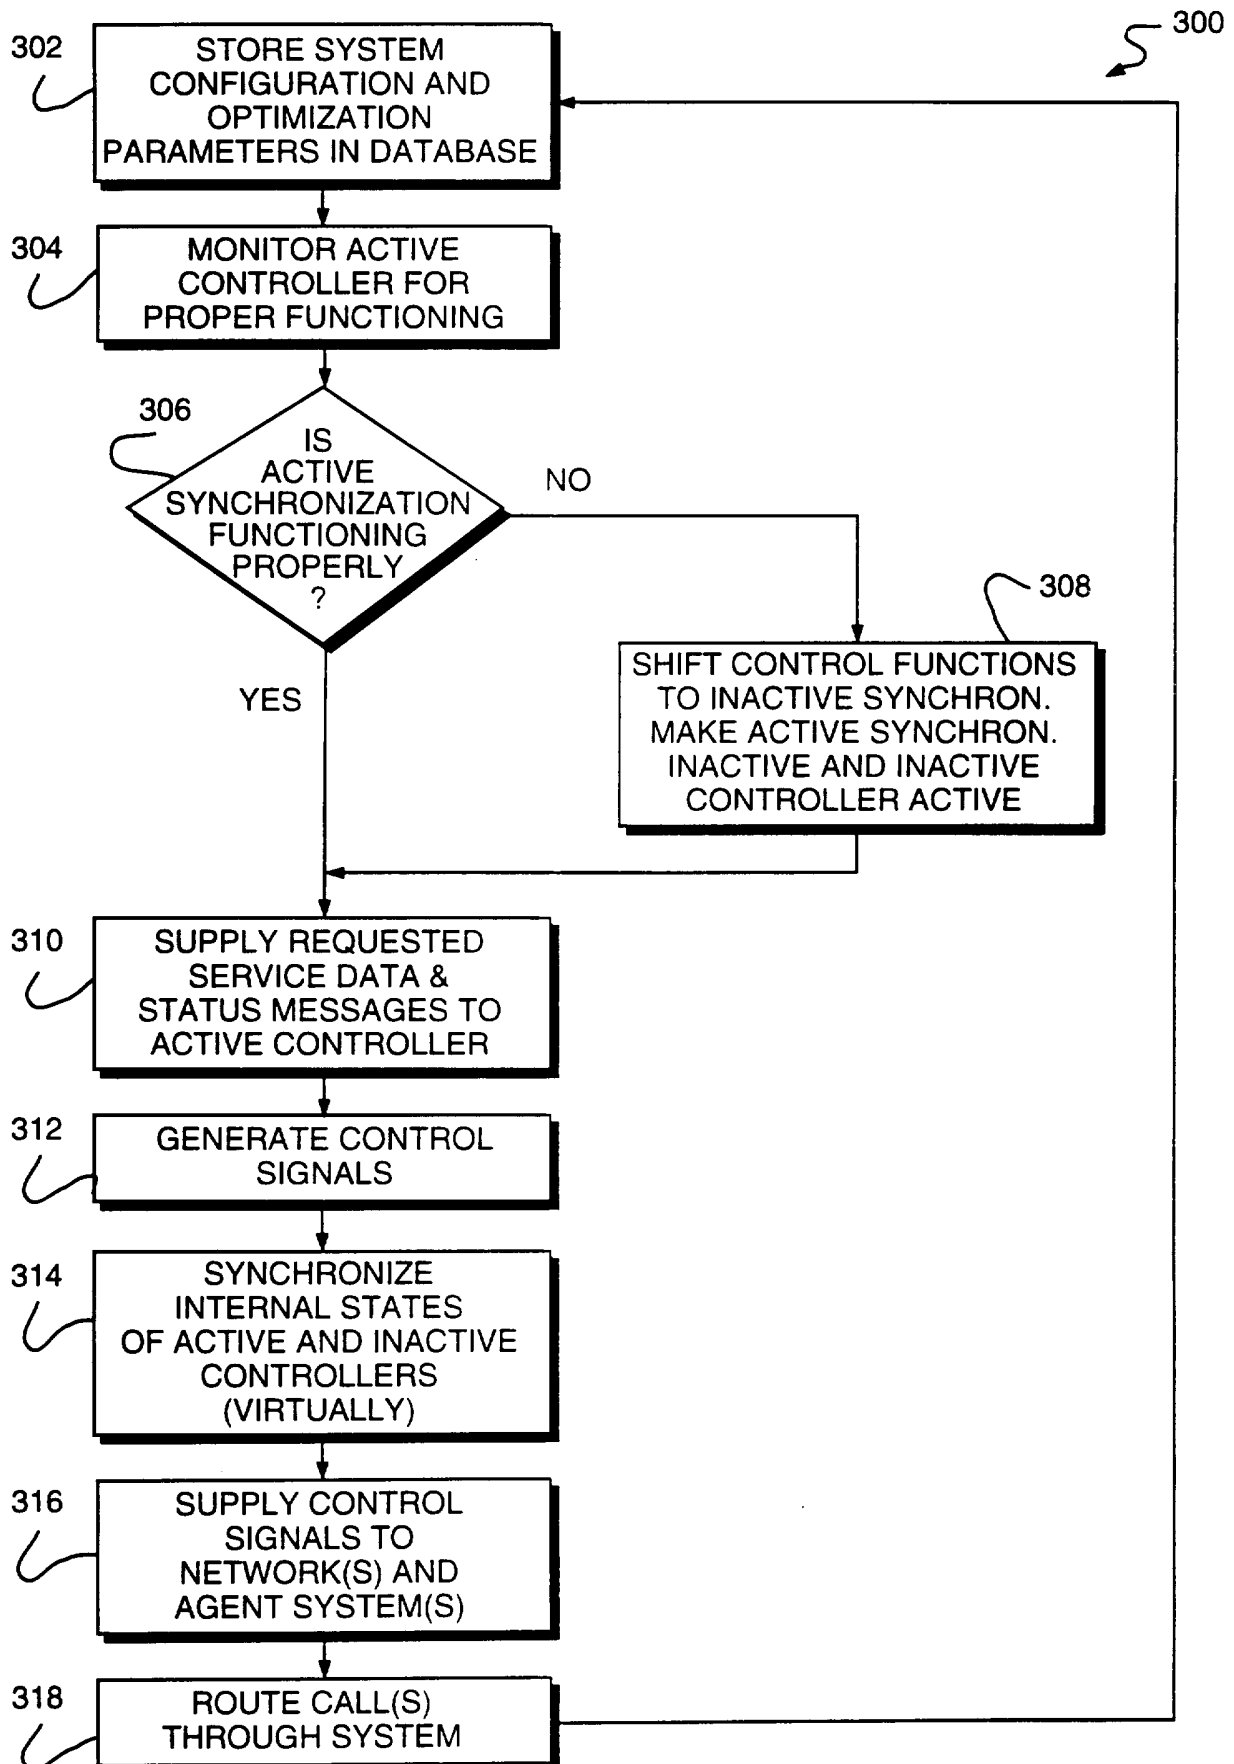 300
302
STORE SYSTEM
CONFIGURATION AND
OPTIMIZATION
PARAMETERS IN DATABASE
304
MONITOR ACTIVE
CONTROLLER FOR
PROPER FUNCTIONING
306
IS
ACTIVE
SYNCHRONIZATION
FUNCTIONING
PROPERLY
?
NO
YES
308
SHIFT CONTROL FUNCTIONS
TO INACTIVE SYNCHRON.
MAKE ACTIVE SYNCHRON.
INACTIVE AND INACTIVE
CONTROLLER ACTIVE
310
SUPPLY REQUESTED
SERVICE DATA &
STATUS MESSAGES TO
ACTIVE CONTROLLER
312
GENERATE CONTROL
SIGNALS
314
SYNCHRONIZE
INTERNAL STATES
OF ACTIVE AND INACTIVE
CONTROLLERS
(VIRTUALLY)
316
SUPPLY CONTROL
SIGNALS TO
NETWORK(S) AND
AGENT SYSTEM(S)
318
ROUTE CALL(S)
THROUGH SYSTEM